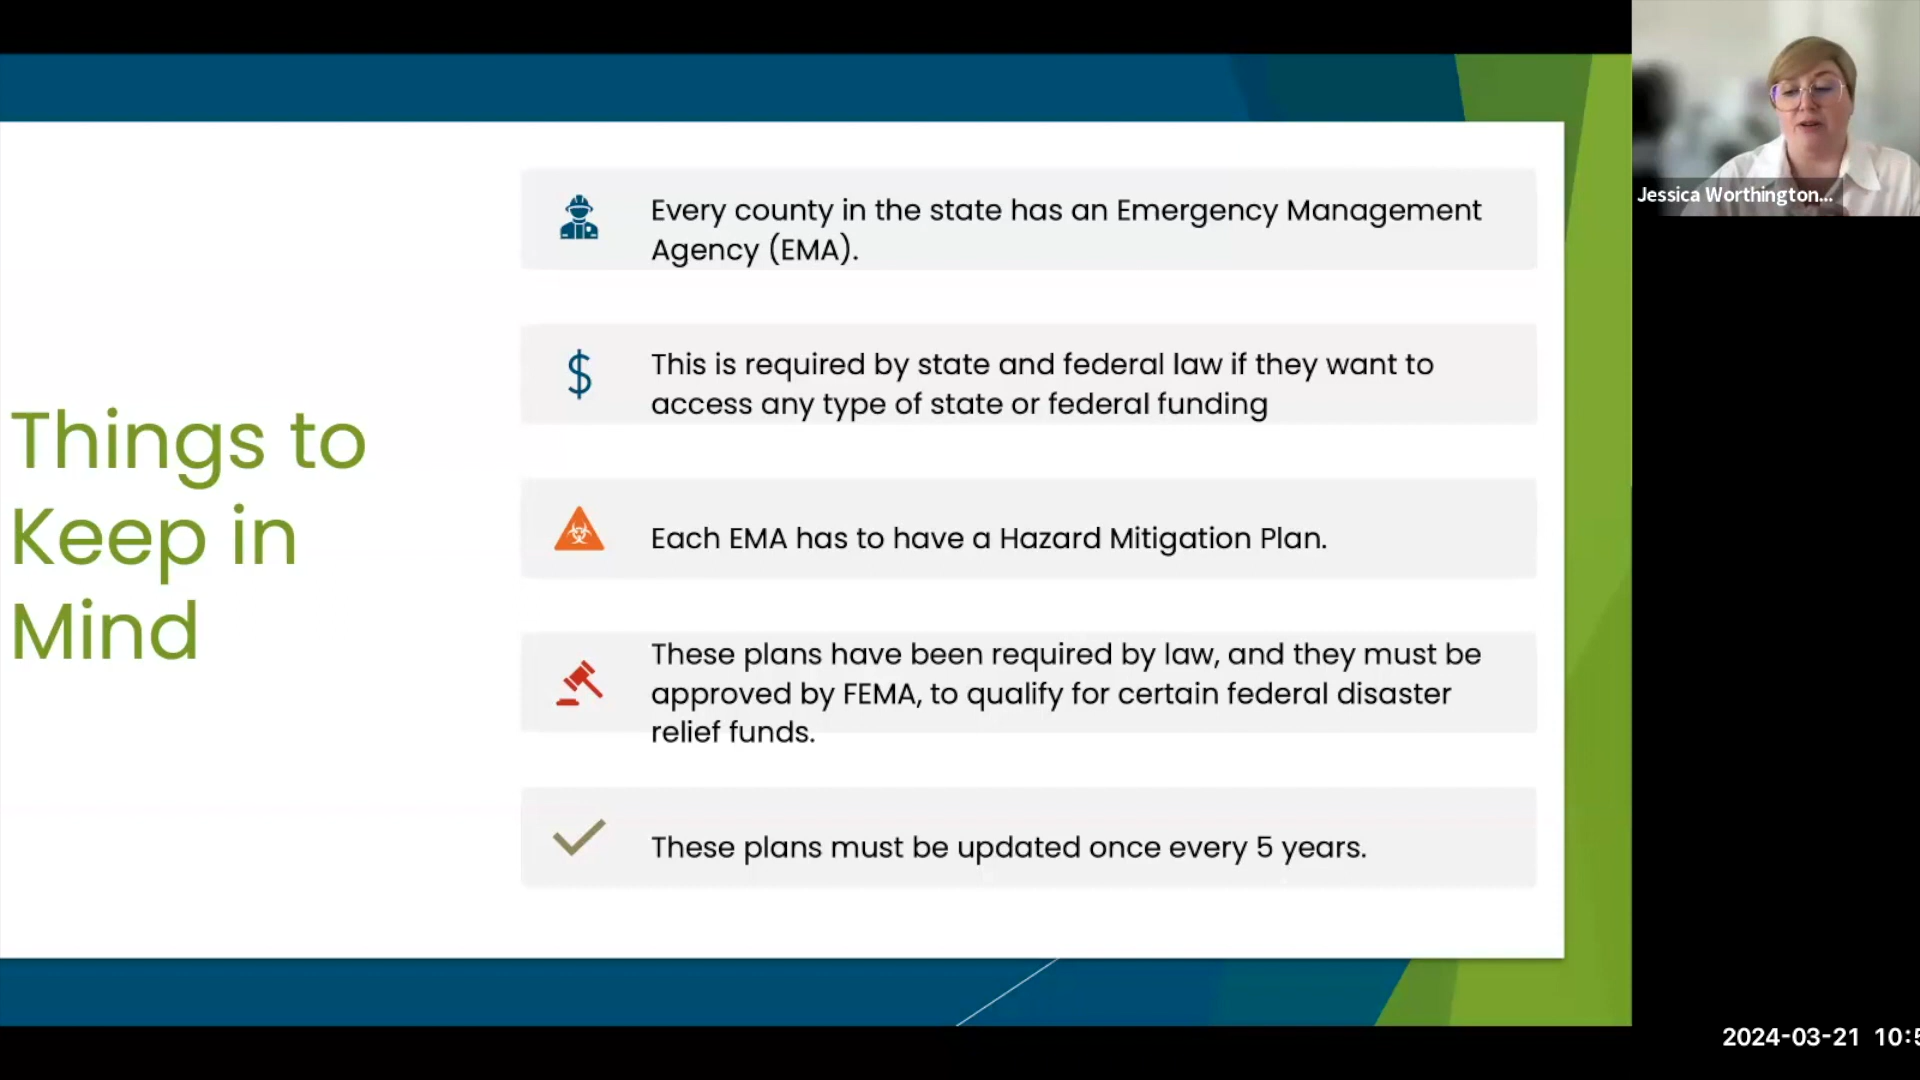 Things to
Keep in
Mind
Every county in the state has an Emergency Management
Agency (EMA).
$
This is required by state and federal law if they want to
access any type of state or federal funding
Each EMA has to have a Hazard Mitigation Plan.
These plans have been required by law, and they must be
approved by FEMA, to qualify for certain federal disaster
relief funds.
These plans must be updated once every 5 years.
Jessica Worthington...
2024-03-21 10:5